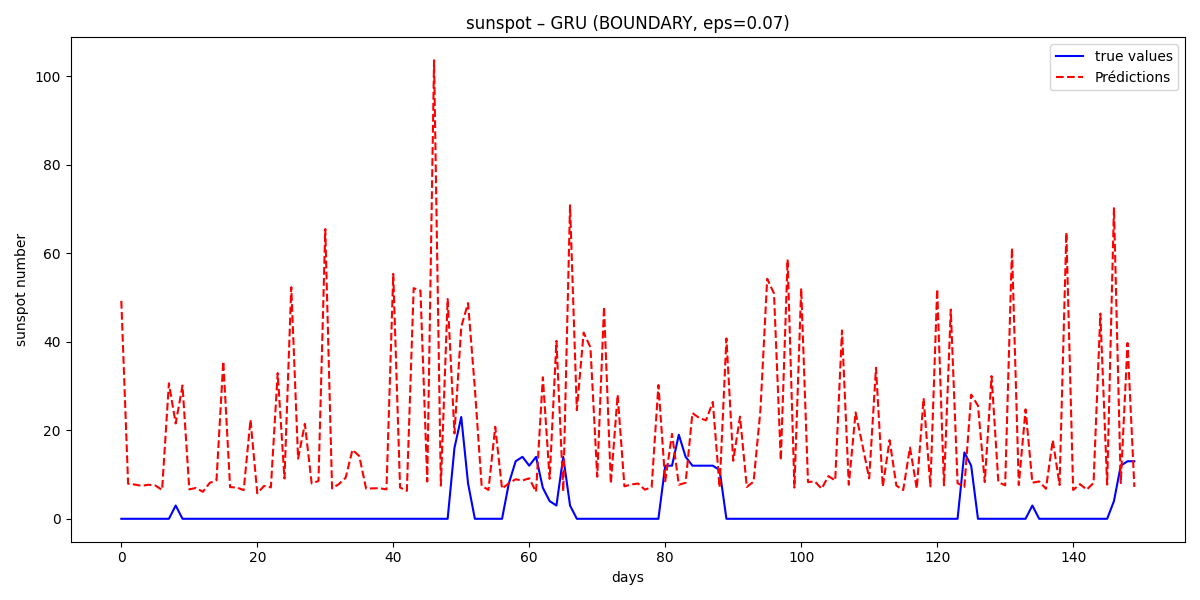 sunspot – GRU (BOUNDARY, eps=0.07)
true values
Prédictions
sunspot number
100
80
60
40
20
0
0 20 40 60 80 100 120 140
days